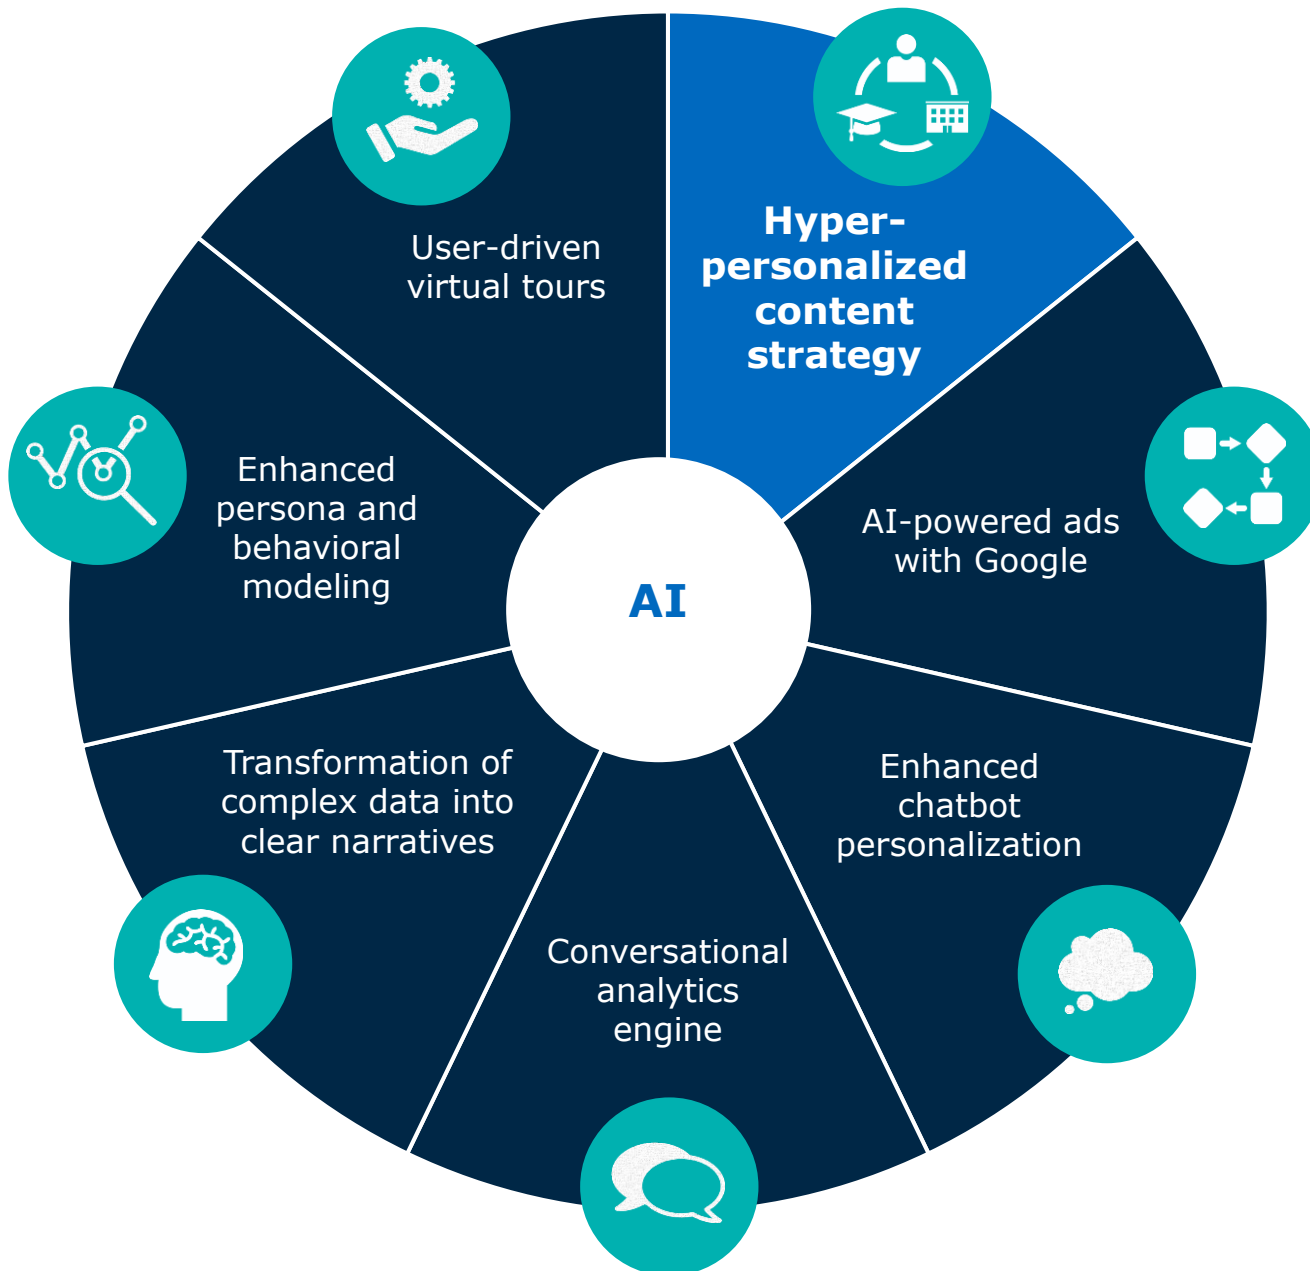 User-driven
virtual tours
Hyper-
personalized
content
strategy
AI-powered ads
with Google
Enhanced
chatbot
personalization
Conversational
analytics
engine
Transformation of
complex data into
clear narratives
Enhanced
persona and
behavioral
modeling
AI